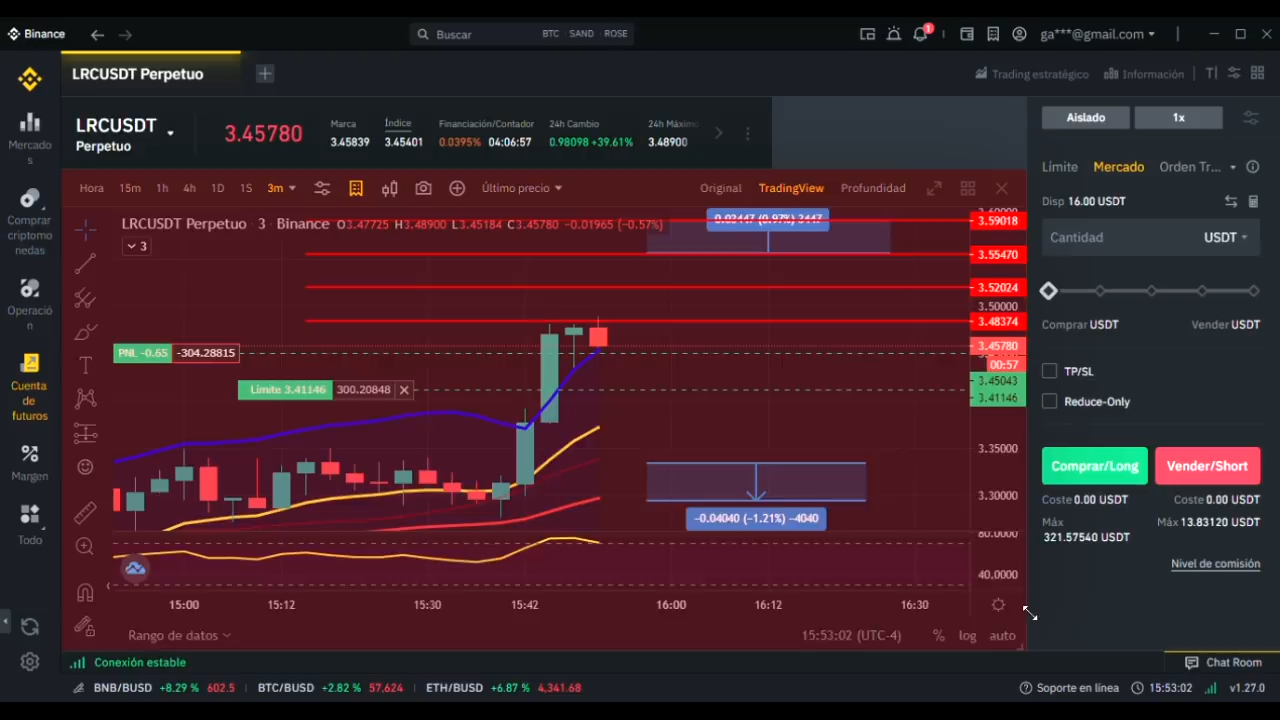 Binance
Buscar BTC SAND ROSE
1
ga***@gmail.com
LRCUSDT Perpetuo
Trading estratégico Información
Mercado
s
Comprar
criptomo
nedas
Operació
n
Cuenta
de
futuros
Margen
Todo
LRCUSDT
Perpetuo
3.45780
Marca
3.45839
Índice
3.45401
Financiación/Contador
0.0395% 04:06:57
24h Cambio
0.98098 +39.61%
24h Máximo
3.48900
Hora 15m 1h 4h 1D 1S 3m
Último precio
Original TradingView Profundidad
LRCUSDT Perpetuo · 3 · Binance O3.47725 H3.48900 L3.45184 C3.45780 −0.01965 (−0.57%)
3
0.03447 (0.97%) 3447
3.59018
3.55470
3.52024
3.50000
3.48374
3.45780
00:57
3.45043
3.41146
3.35000
3.30000
80.0000
40.0000
PNL -0.65 -304.28815
Límite 3.41146 300.20848
−0.04040 (−1.21%) −4040
15:00 15:12 15:30 15:42 16:00 16:12 16:30
Rango de datos
15:53:02 (UTC-4) % log auto
Aislado 1x
Límite Mercado Orden Tr...
Disp 16.00 USDT
Cantidad USDT
Comprar USDT Vender USDT
TP/SL
Reduce-Only
Comprar/Long Vender/Short
Coste 0.00 USDT Coste 0.00 USDT
Máx
321.57540 USDT
Máx 13.83120 USDT
Nivel de comisión
Conexión estable
Chat Room
BNB/BUSD +8.29 % 602.5 BTC/BUSD +2.82 % 57,624 ETH/BUSD +6.87 % 4,341.68
Soporte en línea 15:53:02 v1.27.0